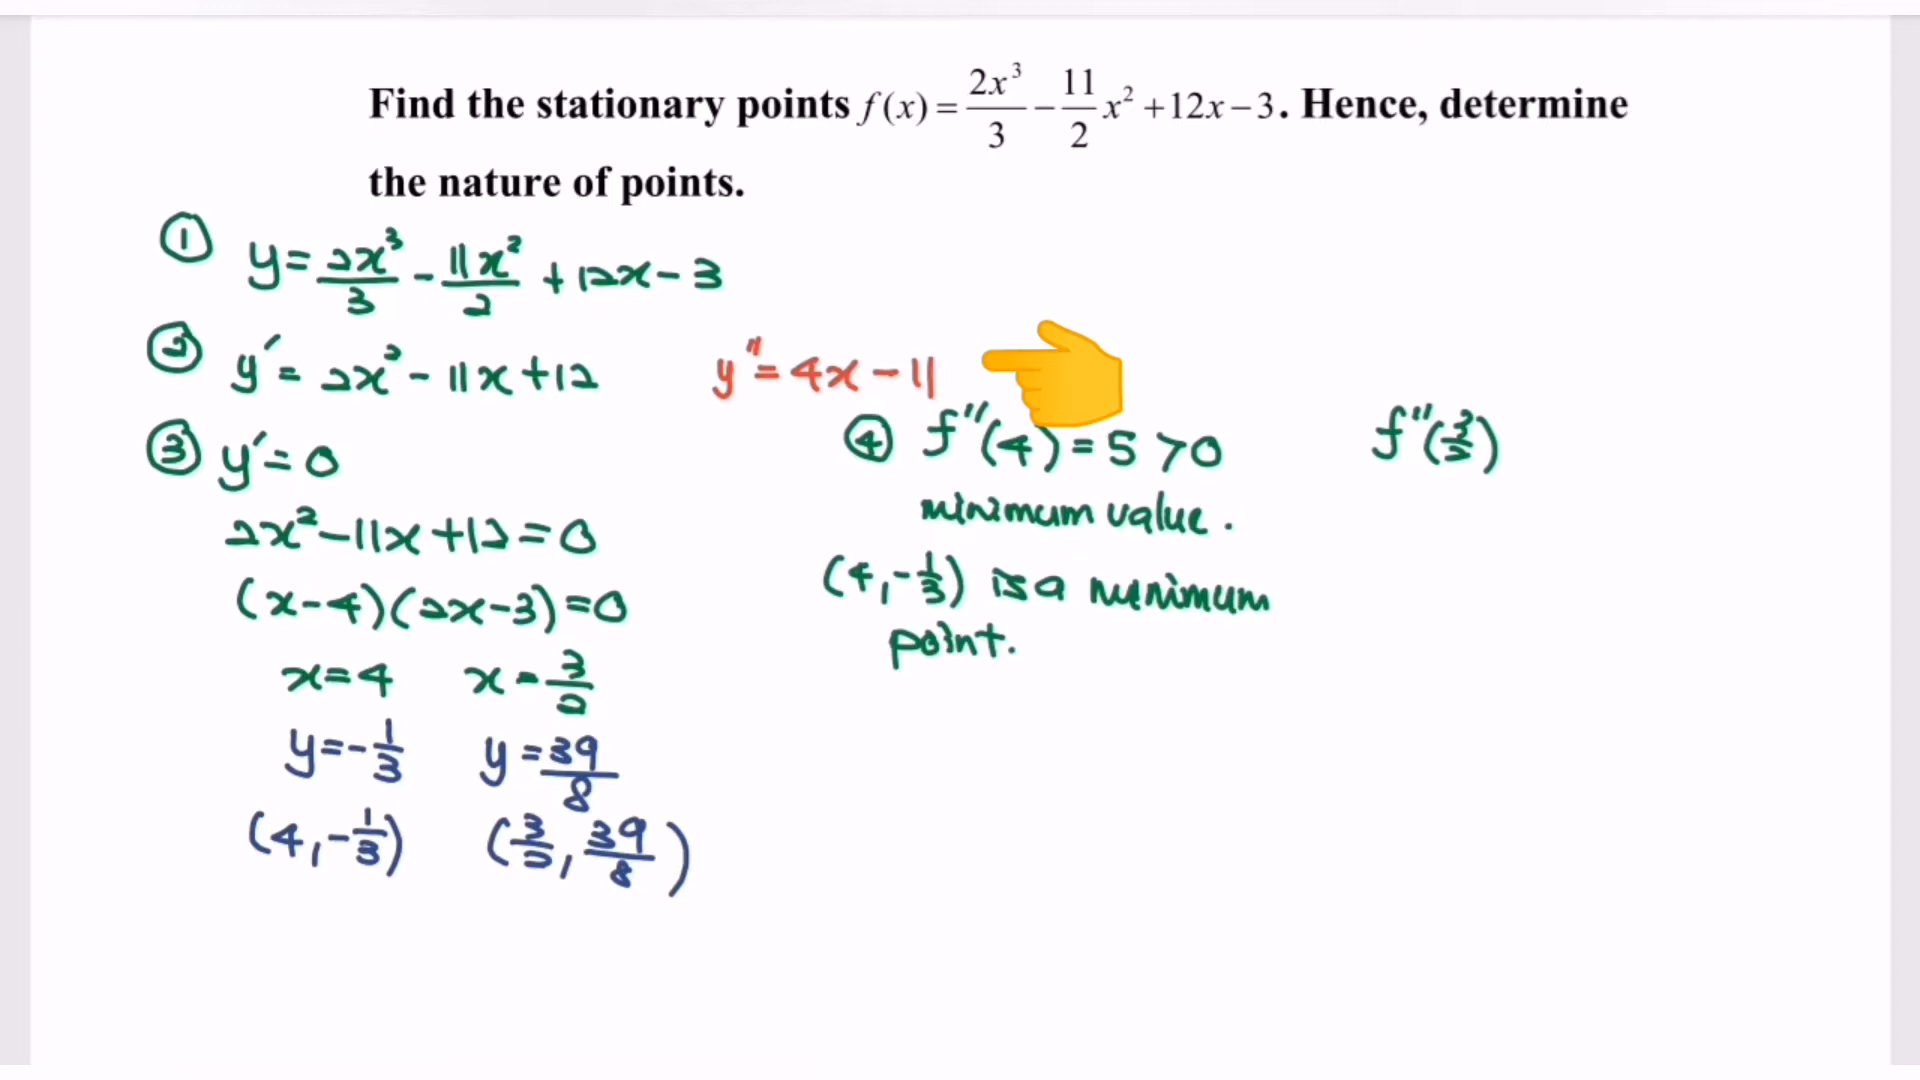 Find the stationary points f(x) = 2x³/3 − 11/2 x² + 12x − 3. Hence, determine
the nature of points.
① y = 2x³/3 − 11x²/2 + 12x − 3
② y′ = 2x² − 11x + 12
y″ = 4x − 11
③ y′ = 0
2x² − 11x + 12 = 0
(x − 4)(2x − 3) = 0
x = 4 x = 3/2
y = −1/3 y = 39/8
(4, −1/3) (3/2, 39/8)
④ f″(4) = 5 > 0
minimum value.
(4, −1/3) is a minimum
point.
f″(3/2)